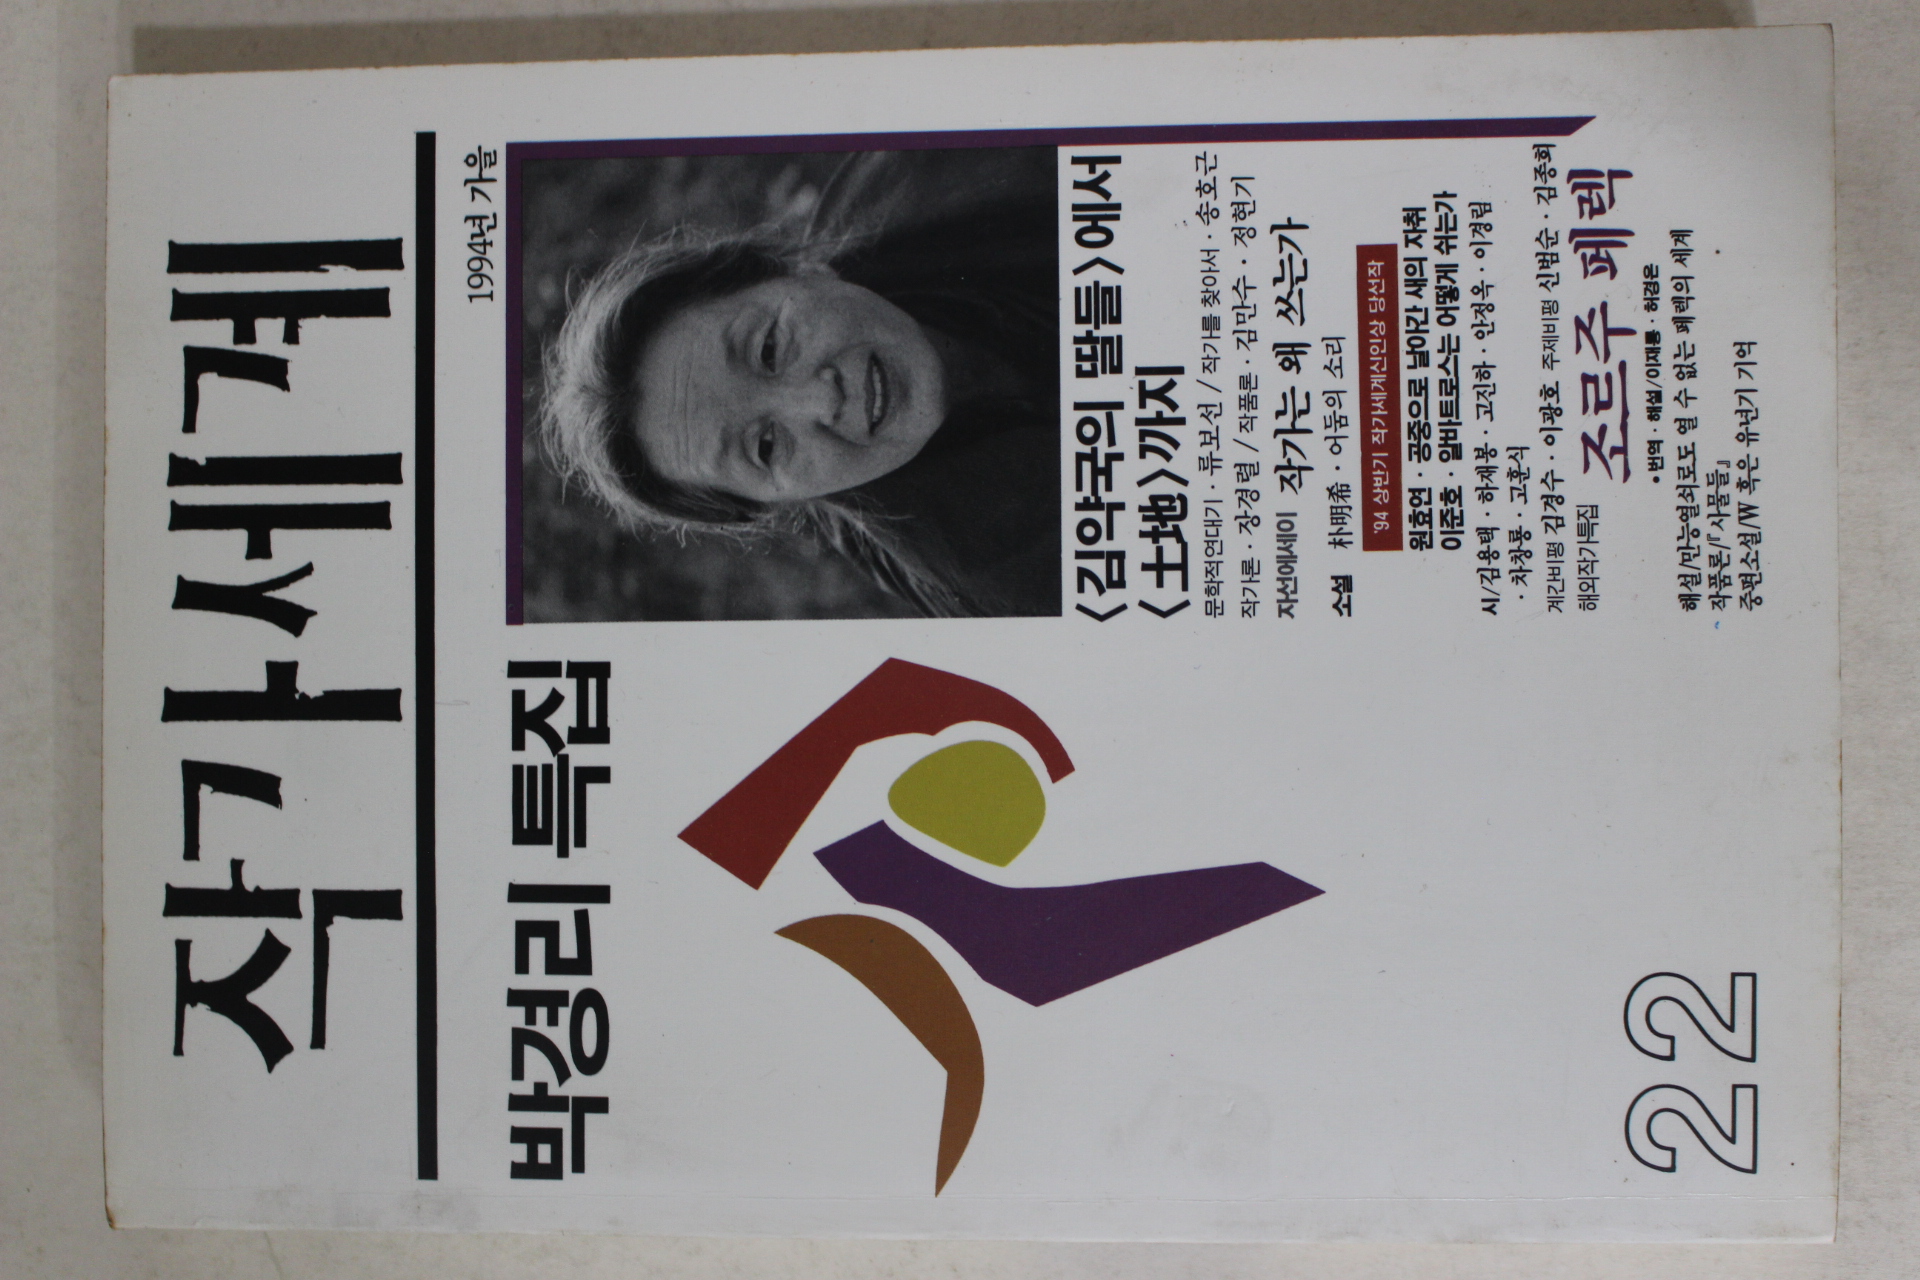 작가세계
1994년 가을
박경리 특집
<김약국의 딸들>에서
<土地>까지
문학적연대기·류보선/작가를 찾아서·송호근
작가론·장경렬/작품론·김만수·정현기
자선에세이 작가는 왜 쓰는가
소설 朴明希·어둠의 소리
'94 상반기 작가세계신인상 당선작
원효연·공중으로 날아간 새의 자취
이준호·알바트로스는 어떻게 쉬는가
시/김용택·하재봉·고진하·안정옥·이경림
·차창룡·고훈식
계간비평 김경수·이광호 주제비평 신범순·김종회
해외작가특집
조르주 페렉
•번역·해설/이재룡·허경은
해설/만능열쇠로도 열 수 없는 페렉의 세계
작품론/『사물들』
중편소설/W 혹은 유년기 기억
22